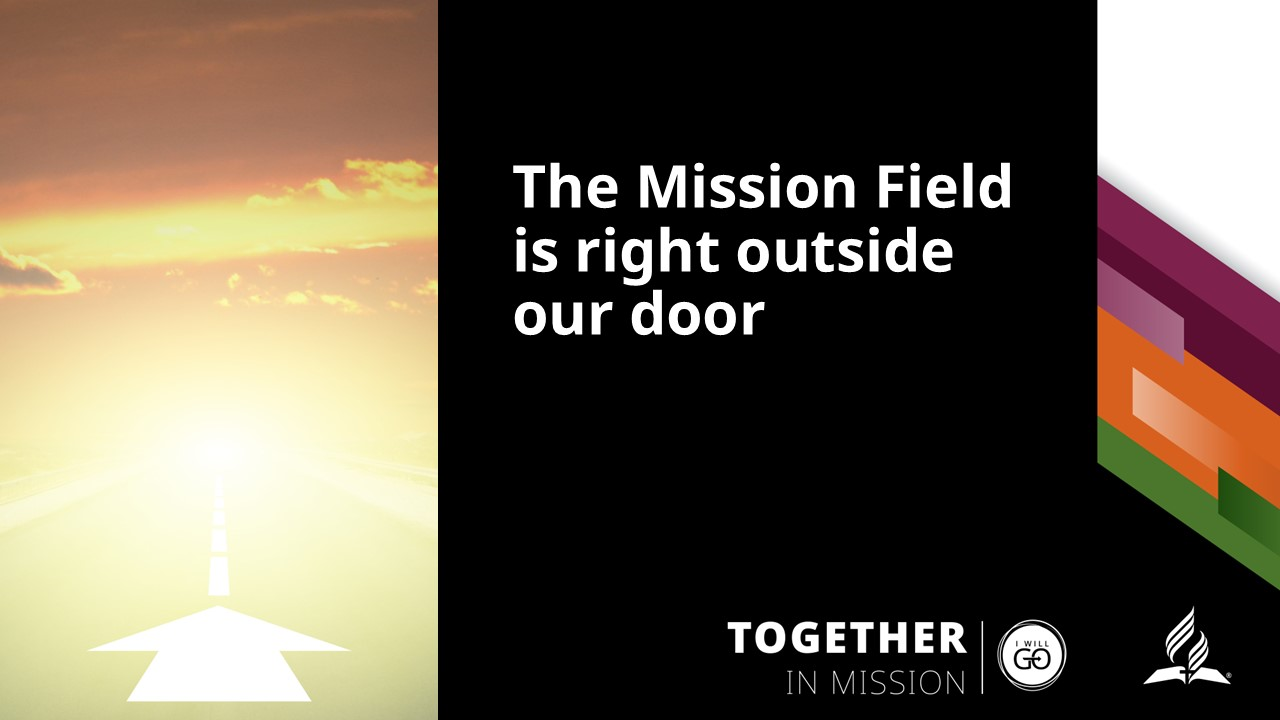 The Mission Field
is right outside
our door
TOGETHER
IN MISSION
I WILL
GO
®